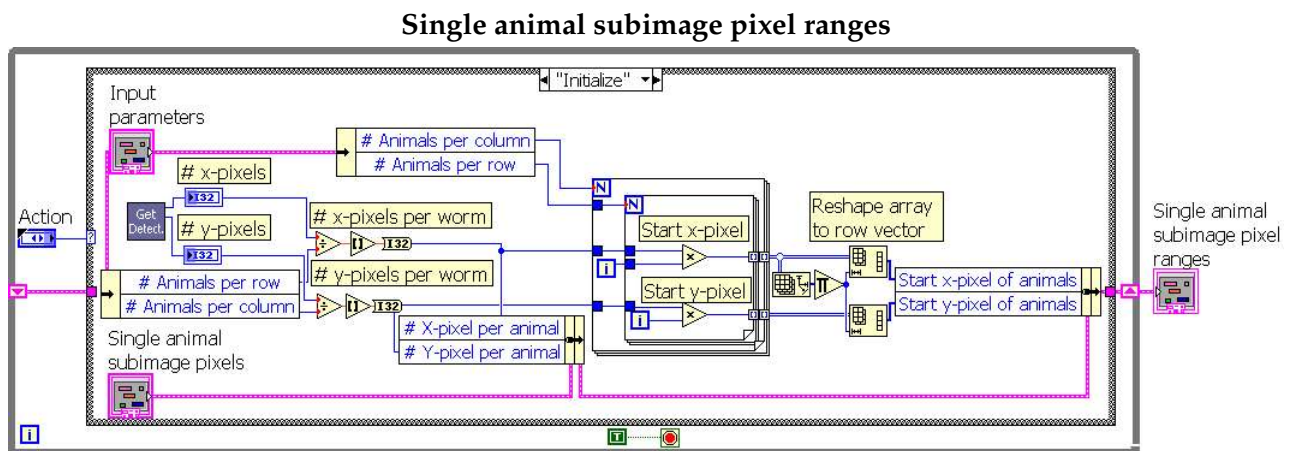 Single animal subimage pixel ranges
"Initialize"
Input
parameters
# Animals per column
# Animals per row
# x-pixels
I32
Get
Detect.
# y-pixels
I32
Action
?
# x-pixels per worm
÷
[]
I32
# y-pixels per worm
÷
[]
I32
# Animals per row
# Animals per column
# X-pixel per animal
# Y-pixel per animal
Single animal
subimage pixels
N
N
Start x-pixel
i
×
Start y-pixel
i
×
Reshape array
to row vector
Start x-pixel of animals
Start y-pixel of animals
Single animal
subimage pixel
ranges
i
T